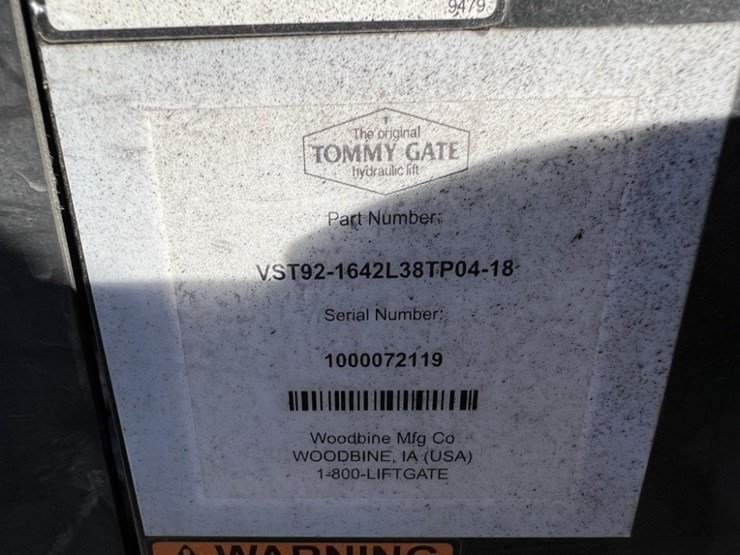 9479
The original
TOMMY GATE
hydraulic lift
Part Number:
VST92-1642L38TP04-18
Serial Number:
1000072119
Woodbine Mfg Co
WOODBINE, IA (USA)
1-800-LIFTGATE
WARNING